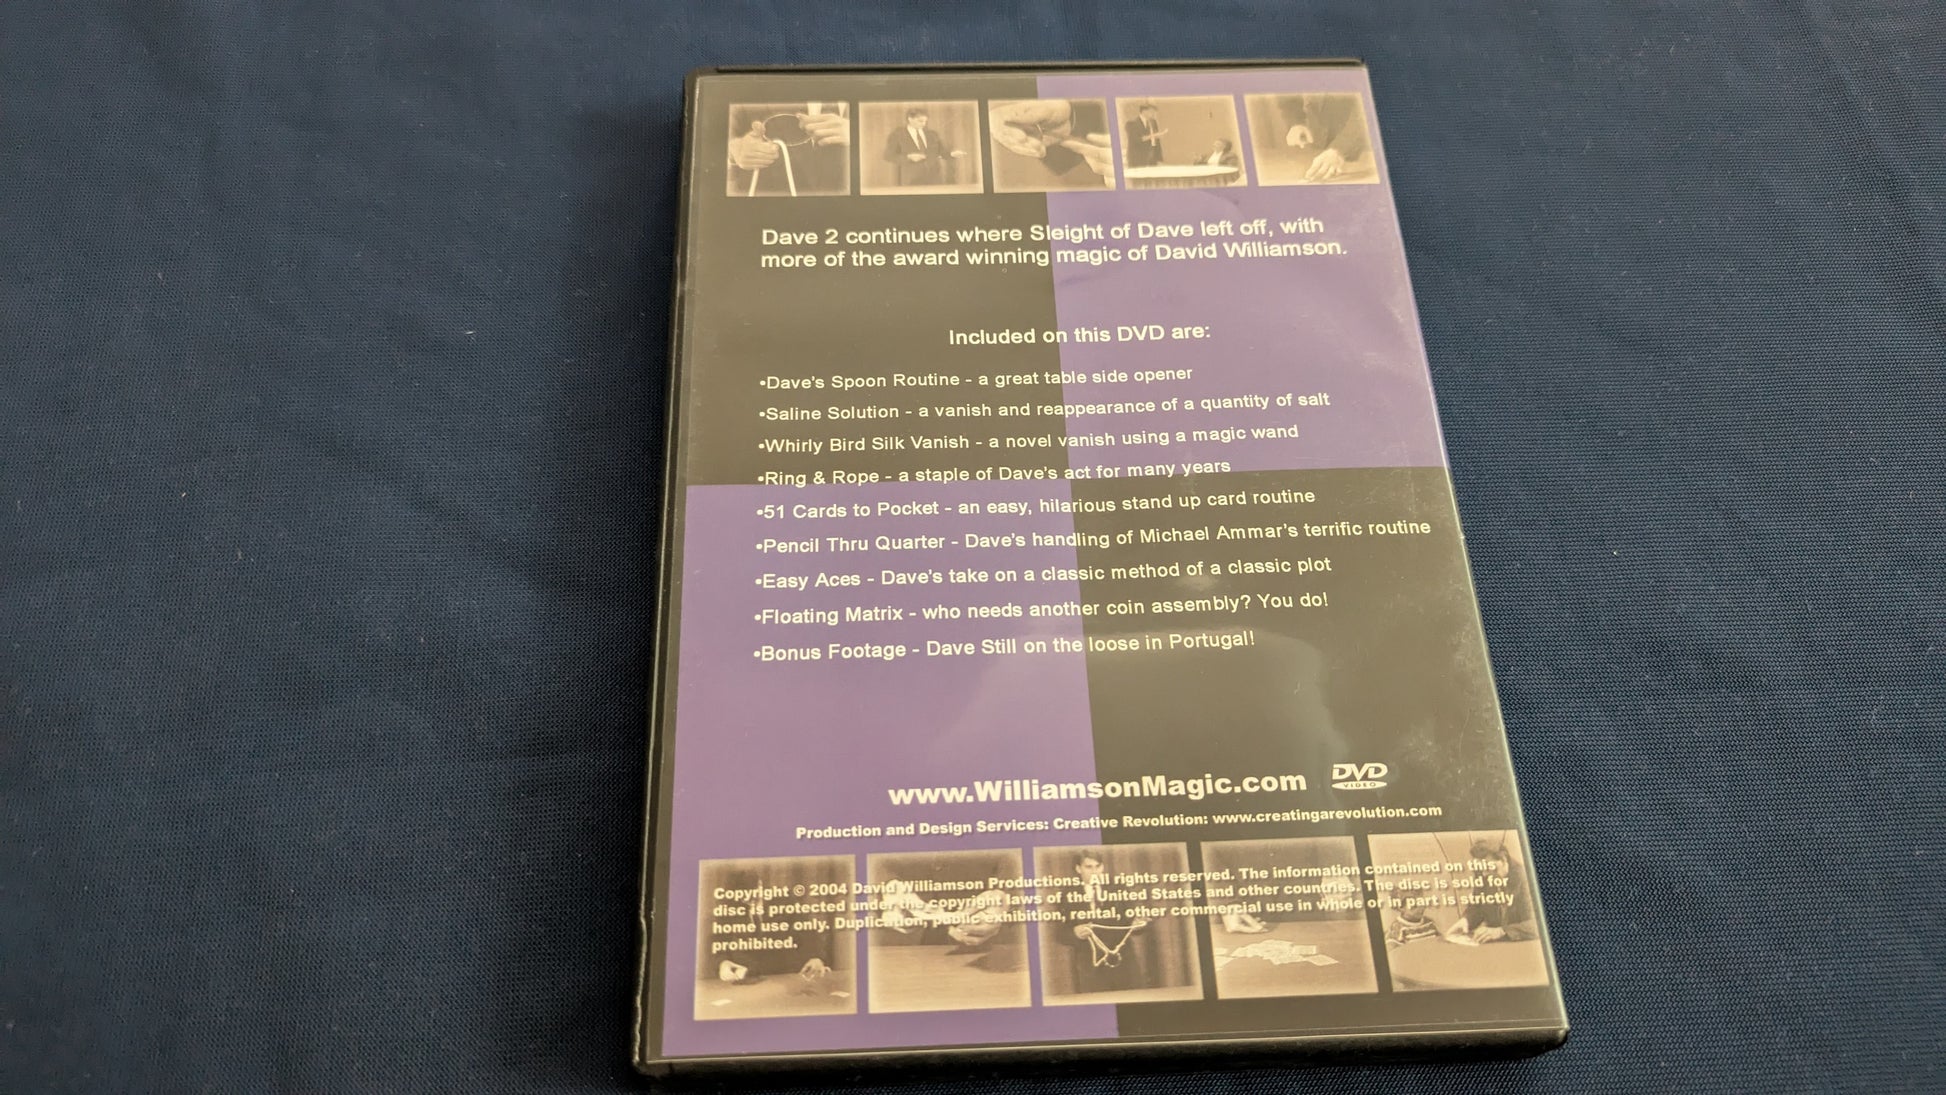 Dave 2 continues where Sleight of Dave left off, with
more of the award winning magic of David Williamson.
Included on this DVD are:
•Dave's Spoon Routine - a great table side opener
•Saline Solution - a vanish and reappearance of a quantity of salt
•Whirly Bird Silk Vanish - a novel vanish using a magic wand
•Ring & Rope - a staple of Dave's act for many years
•51 Cards to Pocket - an easy, hilarious stand up card routine
•Pencil Thru Quarter - Dave's handling of Michael Ammar's terrific routine
•Easy Aces - Dave's take on a classic method of a classic plot
•Floating Matrix - who needs another coin assembly? You do!
•Bonus Footage - Dave Still on the loose in Portugal!
www.WilliamsonMagic.com DVD VIDEO
Production and Design Services: Creative Revolution: www.creatingarevolution.com
Copyright © 2004 David Williamson Productions. All rights reserved. The information contained on this
disc is protected under the copyright laws of the United States and other countries. The disc is sold for
home use only. Duplication, public exhibition, rental, other commercial use in whole or in part is strictly
prohibited.